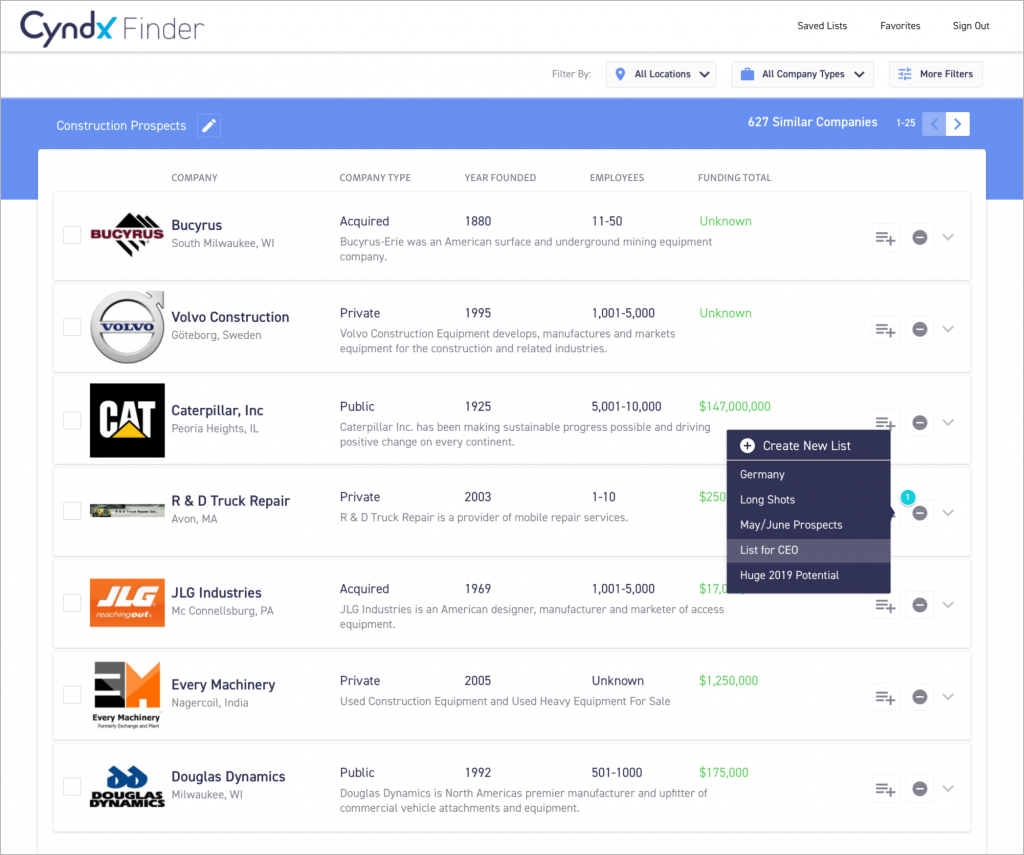 Cyndx Finder
Saved Lists Favorites Sign Out
Filter By: All Locations All Company Types More Filters
Construction Prospects 627 Similar Companies 1-25
COMPANY COMPANY TYPE YEAR FOUNDED EMPLOYEES FUNDING TOTAL
BUCYRUS
Bucyrus
South Milwaukee, WI
Acquired 1880 11-50 Unknown
Bucyrus-Erie was an American surface and underground mining equipment
company.
VOLVO
Volvo Construction
Göteborg, Sweden
Private 1995 1,001-5,000 Unknown
Volvo Construction Equipment develops, manufactures and markets
equipment for the construction and related industries.
CAT
Caterpillar, Inc
Peoria Heights, IL
Public 1925 5,001-10,000 $147,000,000
Caterpillar Inc. has been making sustainable progress possible and driving
positive change on every continent.
Create New List
Germany
Long Shots
May/June Prospects
List for CEO
Huge 2019 Potential
1
R & D Truck Repair Inc.
R & D Truck Repair
Avon, MA
Private 2003 1-10 $250
R & D Truck Repair is a provider of mobile repair services.
JLG
reachingout
JLG Industries
Mc Connellsburg, PA
Acquired 1969 1,001-5,000 $17,0
JLG Industries is an American designer, manufacturer and marketer of access
equipment.
EM
Every Machinery
Formerly Exchange and Plant
Every Machinery
Nagercoil, India
Private 2005 Unknown $1,250,000
Used Construction Equipment and Used Heavy Equipment For Sale
DOUGLAS
DYNAMICS
Douglas Dynamics
Milwaukee, WI
Public 1992 501-1000 $175,000
Douglas Dynamics is North Americas premier manufacturer and upfitter of
commercial vehicle attachments and equipment.